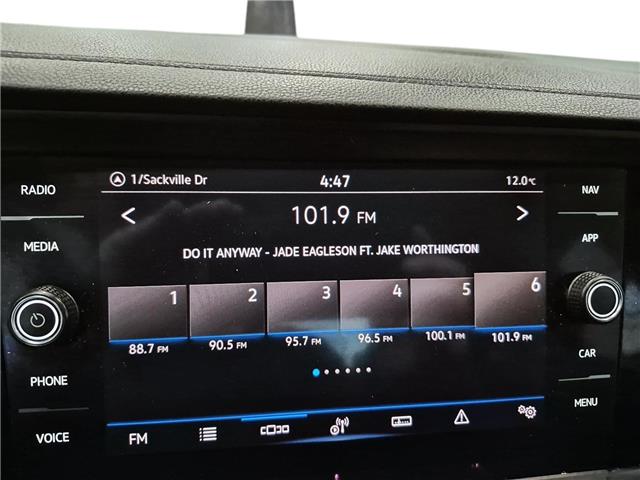 RADIO
MEDIA
PHONE
VOICE
1/Sackville Dr 4:47 12.0°C
< 101.9 FM >
DO IT ANYWAY - JADE EAGLESON FT. JAKE WORTHINGTON
1 2 3 4 5 6
88.7 FM 90.5 FM 95.7 FM 96.5 FM 100.1 FM 101.9 FM
FM
NAV
APP
CAR
MENU